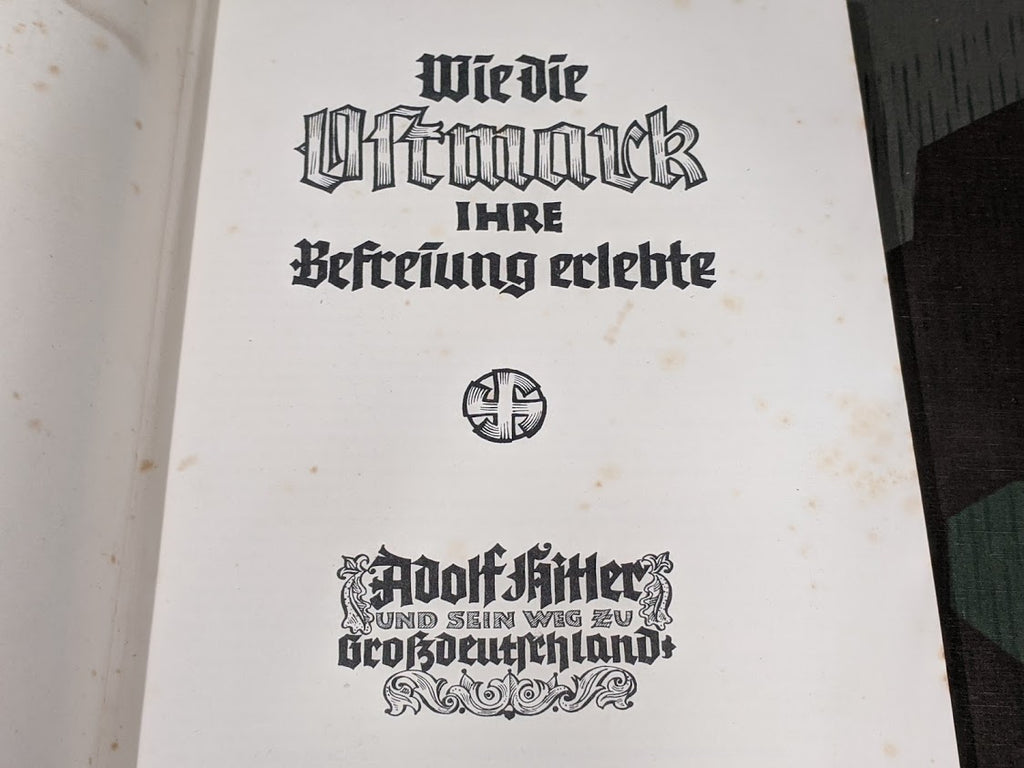 Wie die
Ostmark
IHRE
Befreiung erlebte
Adolf Hitler
UND SEIN WEG ZU
Großdeutschland